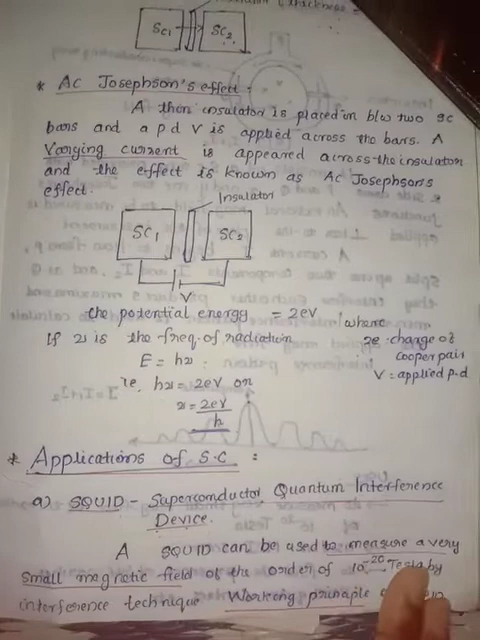 (thickness =
SC1 SC2
* Ac Josephson's effect :
A then insulator is placed in b/w two sc
bars and a p d V is applied across the bars. A
Varying current is appeared across the insulator
and the effect is known as Ac Josephson's
effect.
Insulator
SC1 SC2
V
the potential energy = 2eV where
If ν is the freq. of radiation 2e charge of
E = hν. Cooper pair
ie, hν = 2eV or V = applied p.d
ν = 2eV
h
* Applications of S.C :
a) SQUID - Superconductor Quantum Interference
Device.
A SQUID can be used to measure a very
small magnetic field of the order of 10^-20 Tesla by
interference technique Working prinaple